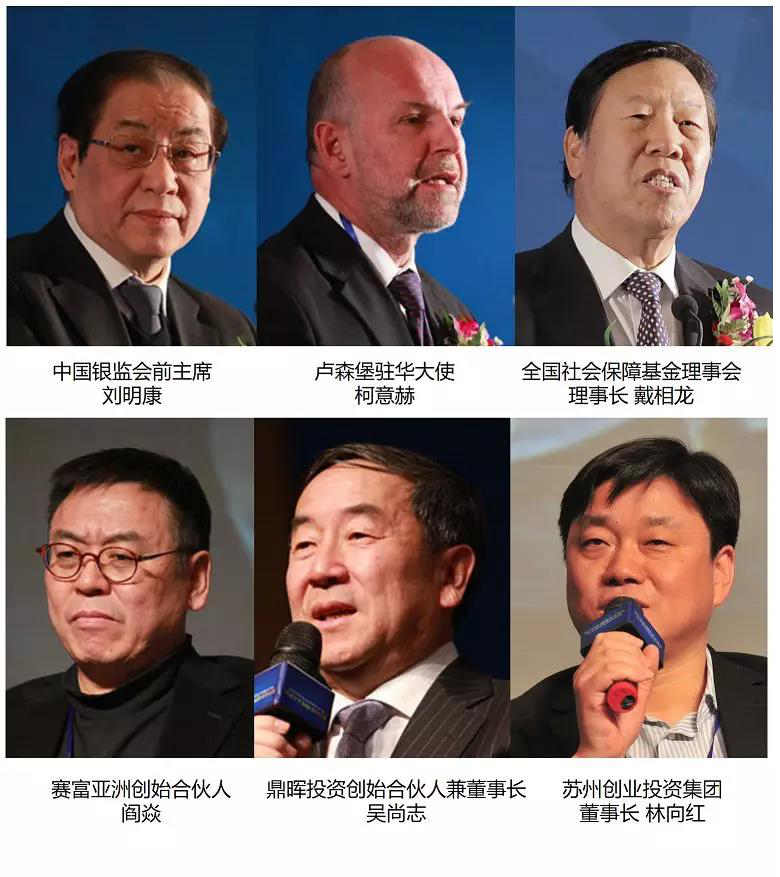 中国银监会前主席
刘明康
卢森堡驻华大使
柯意赫
全国社会保障基金理事会
理事长 戴相龙
赛富亚洲创始合伙人
阎焱
鼎晖投资创始合伙人兼董事长
吴尚志
苏州创业投资集团
董事长 林向红